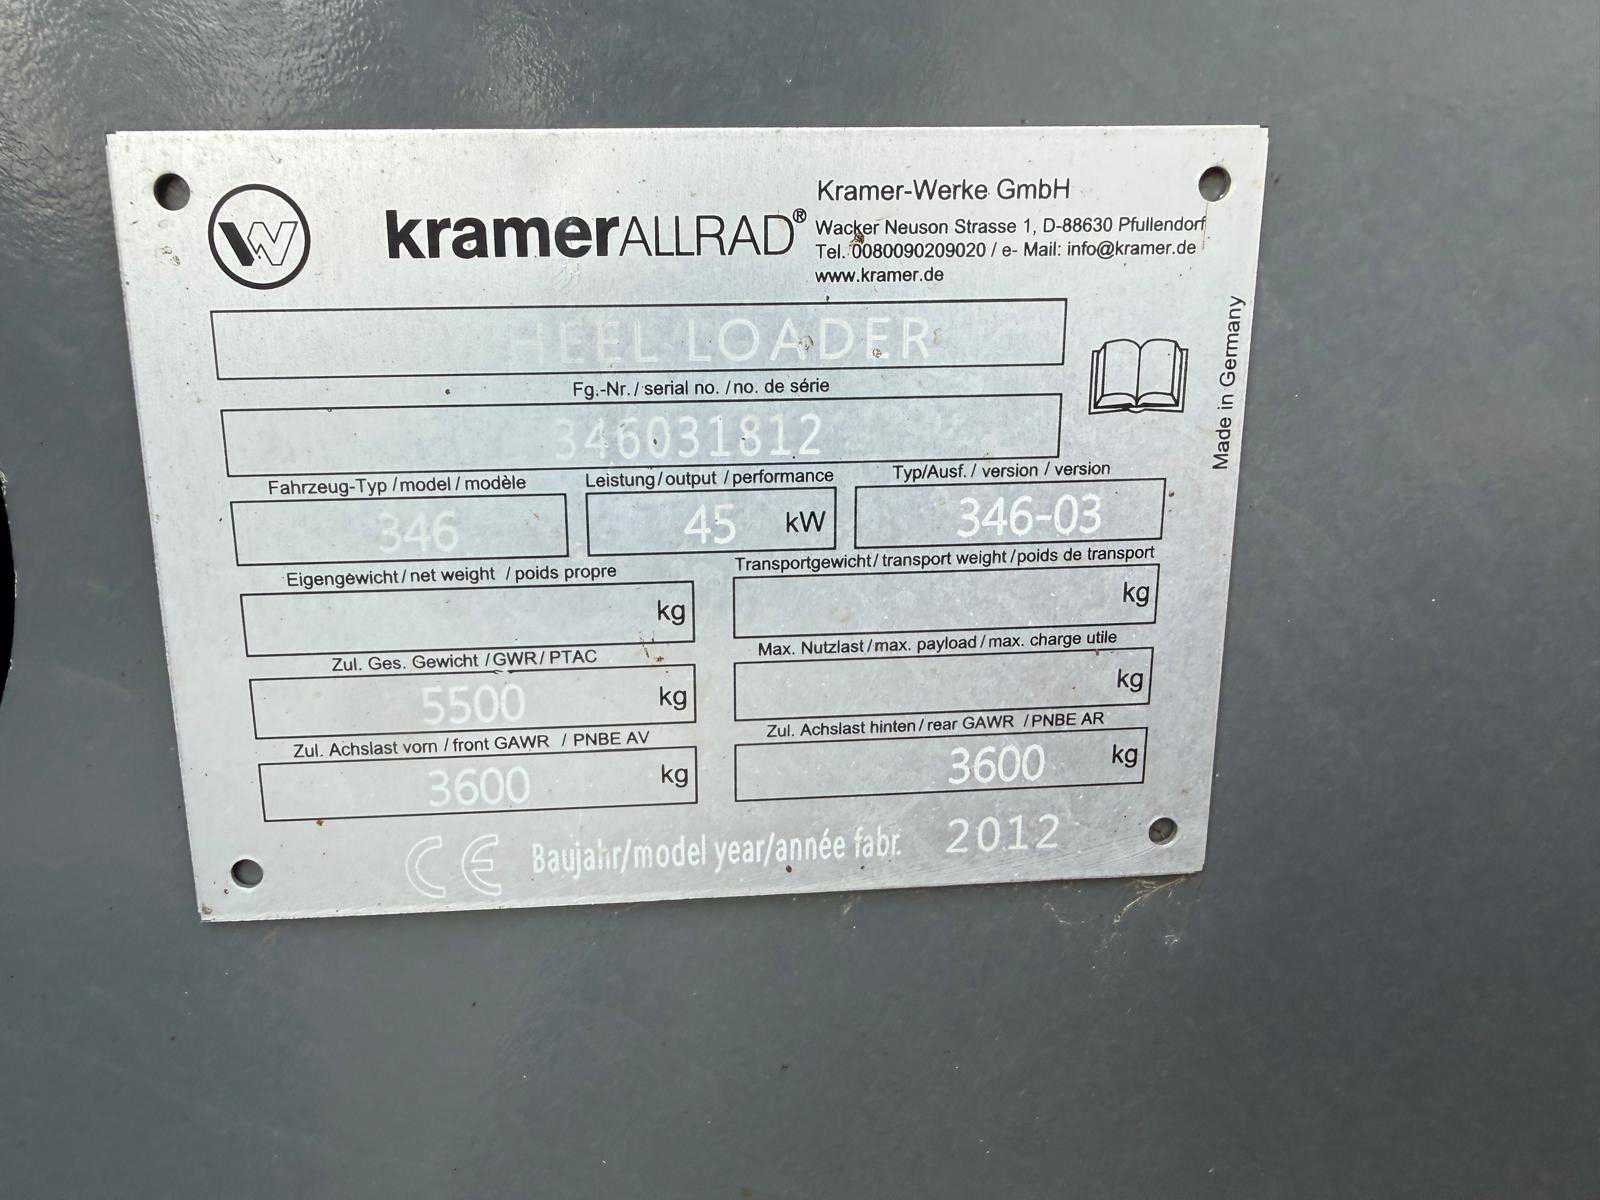 kramerALLRAD®
Kramer-Werke GmbH
Wacker Neuson Strasse 1, D-88630 Pfullendorf
Tel. 0080090209020 / e- Mail: info@kramer.de
www.kramer.de
Made in Germany
LOADER
Fg.-Nr. / serial no. / no. de série
346031812
Fahrzeug-Typ / model / modèle
346
Leistung / output / performance
45 kW
Typ/Ausf. / version / version
346-03
Eigengewicht / net weight / poids propre
kg
Transportgewicht / transport weight / poids de transport
kg
Zul. Ges. Gewicht / GWR / PTAC
5500 kg
Max. Nutzlast / max. payload / max. charge utile
kg
Zul. Achslast vorn / front GAWR / PNBE AV
3600 kg
Zul. Achslast hinten / rear GAWR / PNBE AR
3600 kg
CE Baujahr/model year/année fabr. 2012